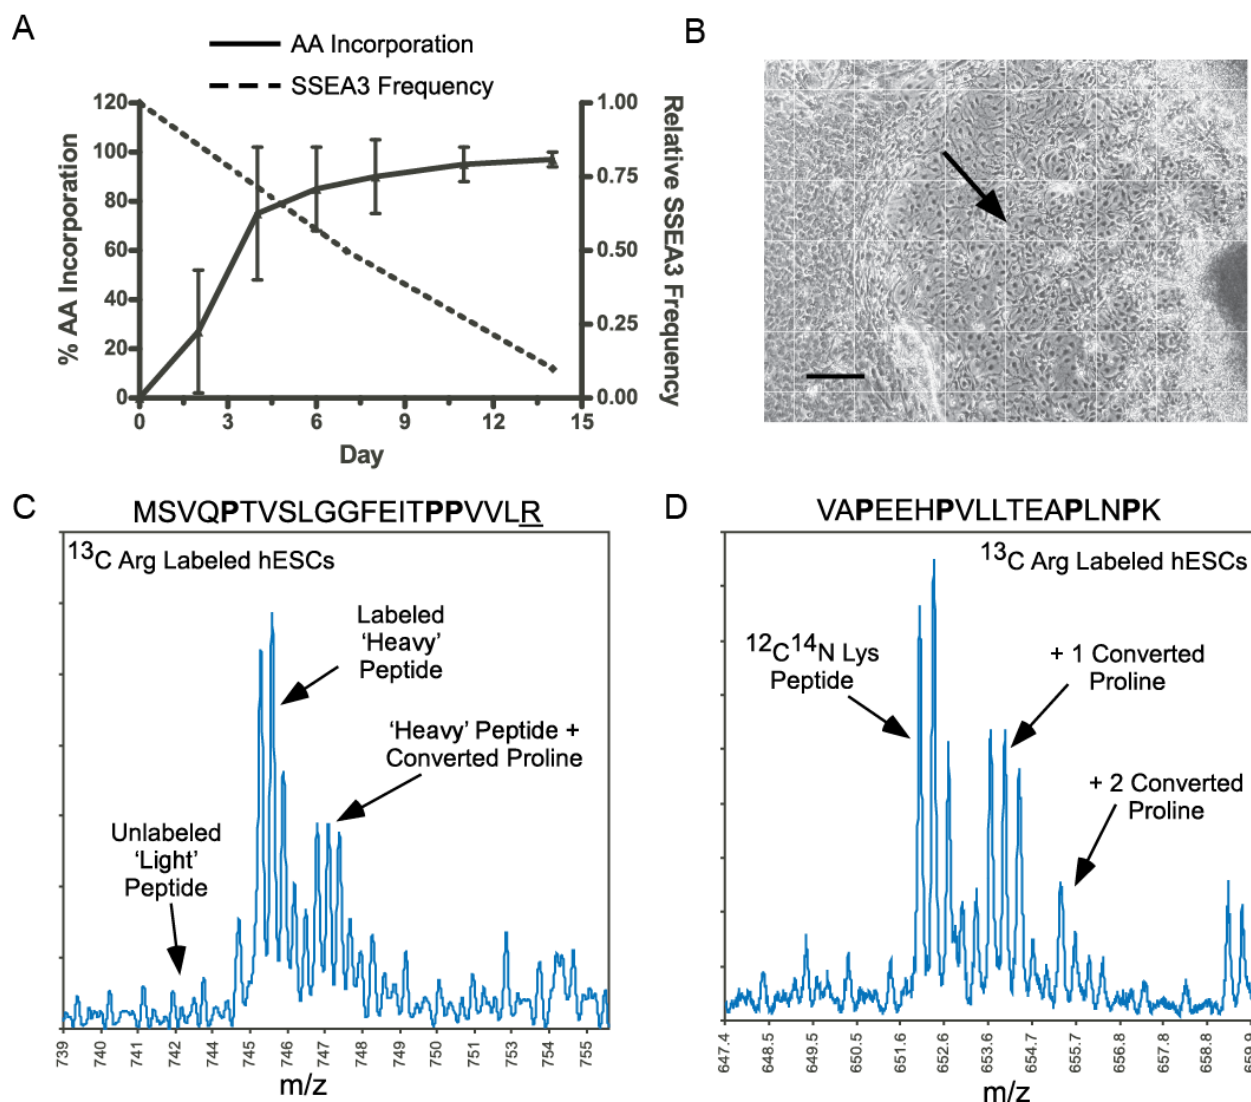 A
AA Incorporation
SSEA3 Frequency
120
100
80
60
40
20
0
% AA Incorporation
1.00
0.75
0.50
0.25
0.00
Relative SSEA3 Frequency
0 3 6 9 12 15
Day
B
C
MSVQPTVSLGGFEITPPVVLR
13C Arg Labeled hESCs
Labeled
‘Heavy’
Peptide
‘Heavy’ Peptide +
Converted Proline
Unlabeled
‘Light’
Peptide
739 740 741 742 744 745 746 747 749 750 751 753 754 755
m/z
D
VAPEEHPVLLTEAPLNPK
13C Arg Labeled hESCs
12C14N Lys
Peptide
+ 1 Converted
Proline
+ 2 Converted
Proline
647.4 648.5 649.5 650.5 651.6 652.6 653.6 654.7 655.7 656.8 657.8 658.8 659.9
m/z